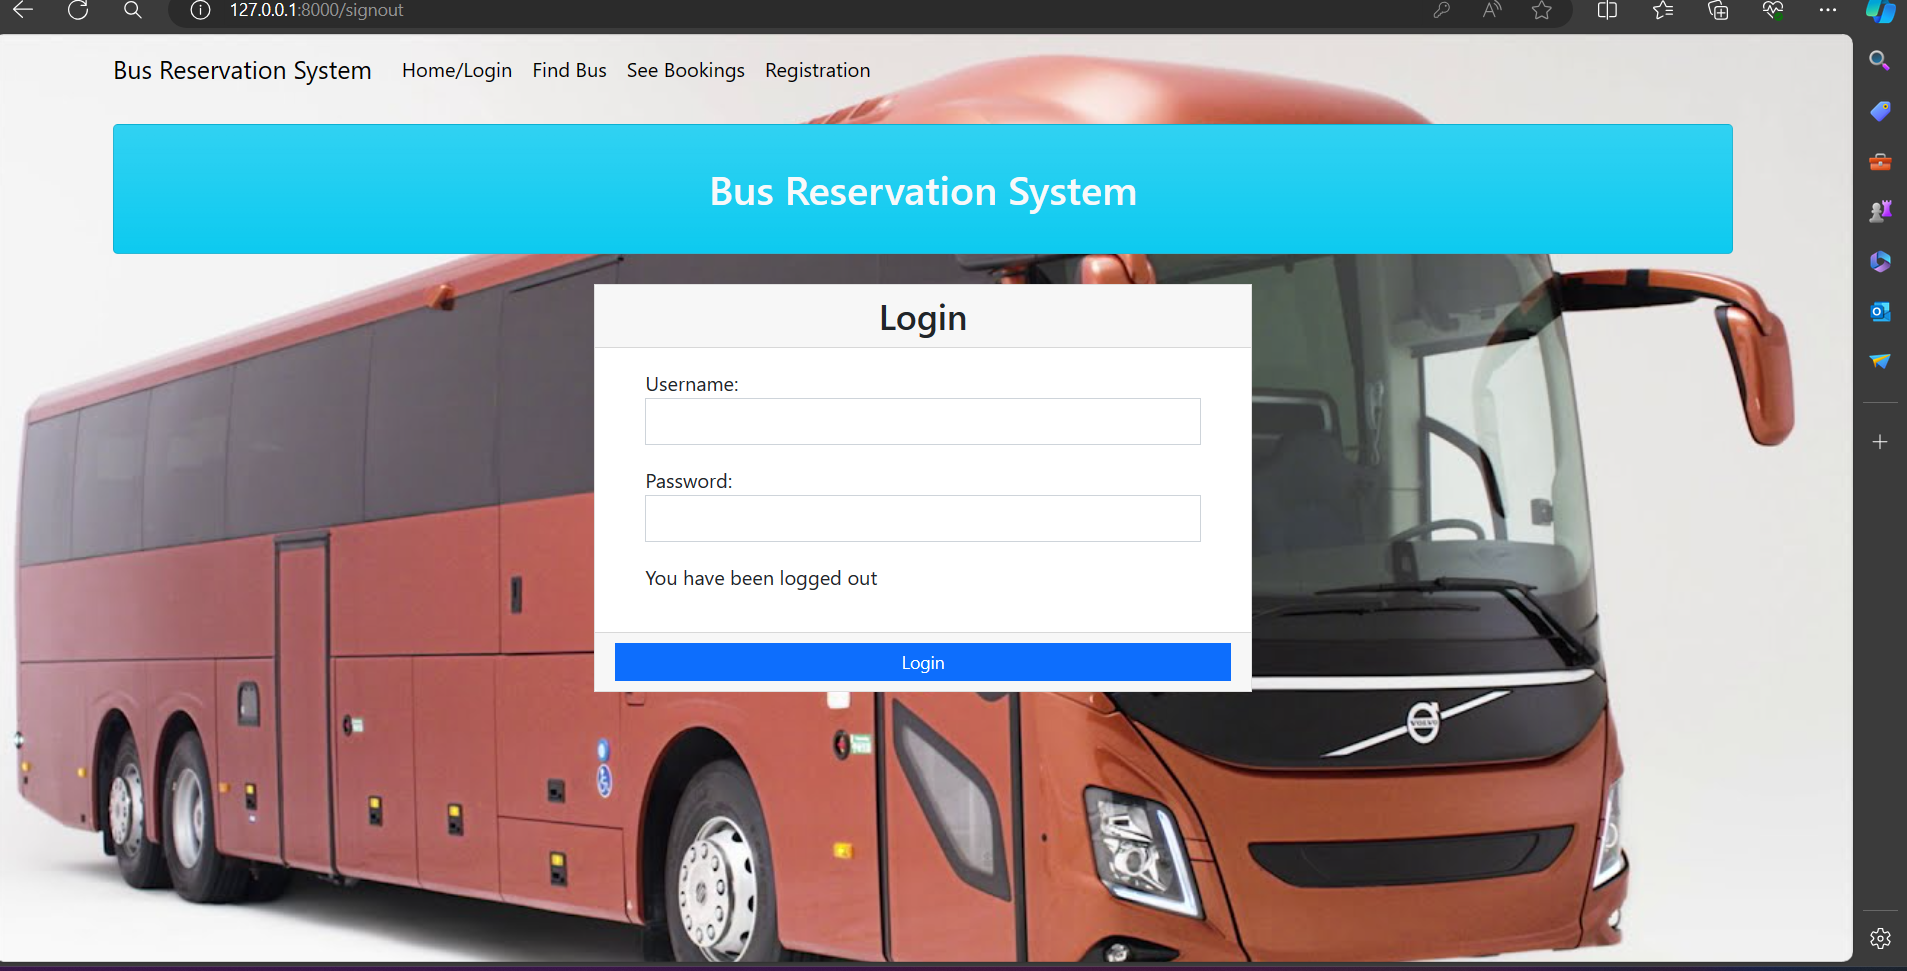 127.0.0.1:8000/signout
Bus Reservation System Home/Login Find Bus See Bookings Registration
Bus Reservation System
Login
Username:
Password:
You have been logged out
Login
VOLVO